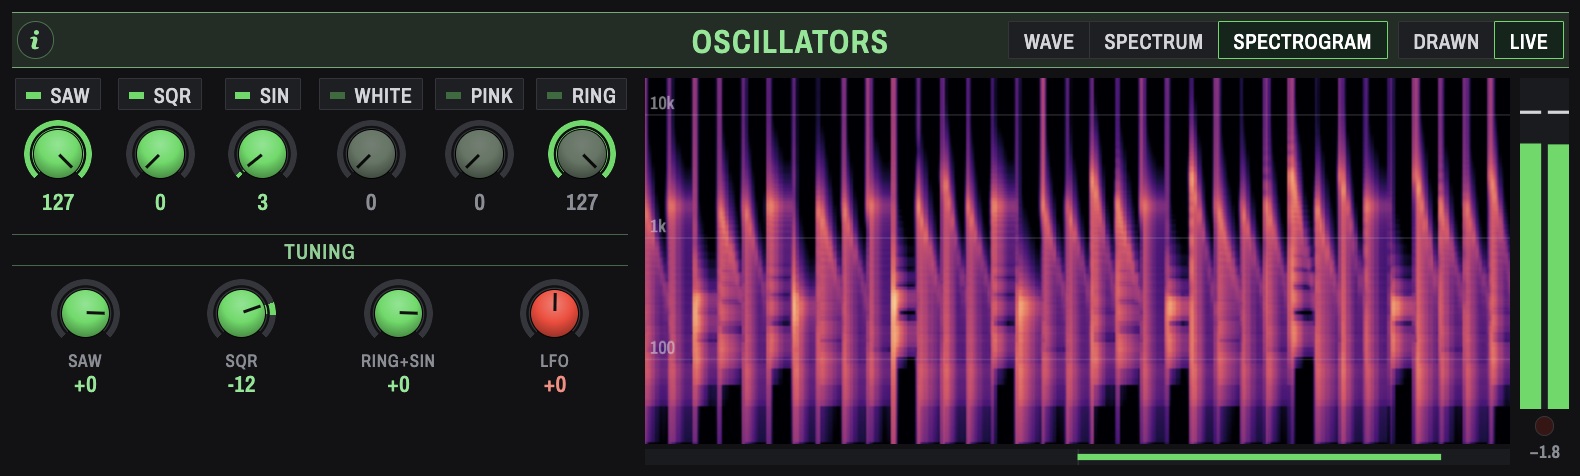 i OSCILLATORS WAVE SPECTRUM SPECTROGRAM DRAWN LIVE
SAW SQR SIN WHITE PINK RING
127 0 3 0 0 127
TUNING
SAW SQR RING+SIN LFO
+0 -12 +0 +0
10k
1k
100
–1.8